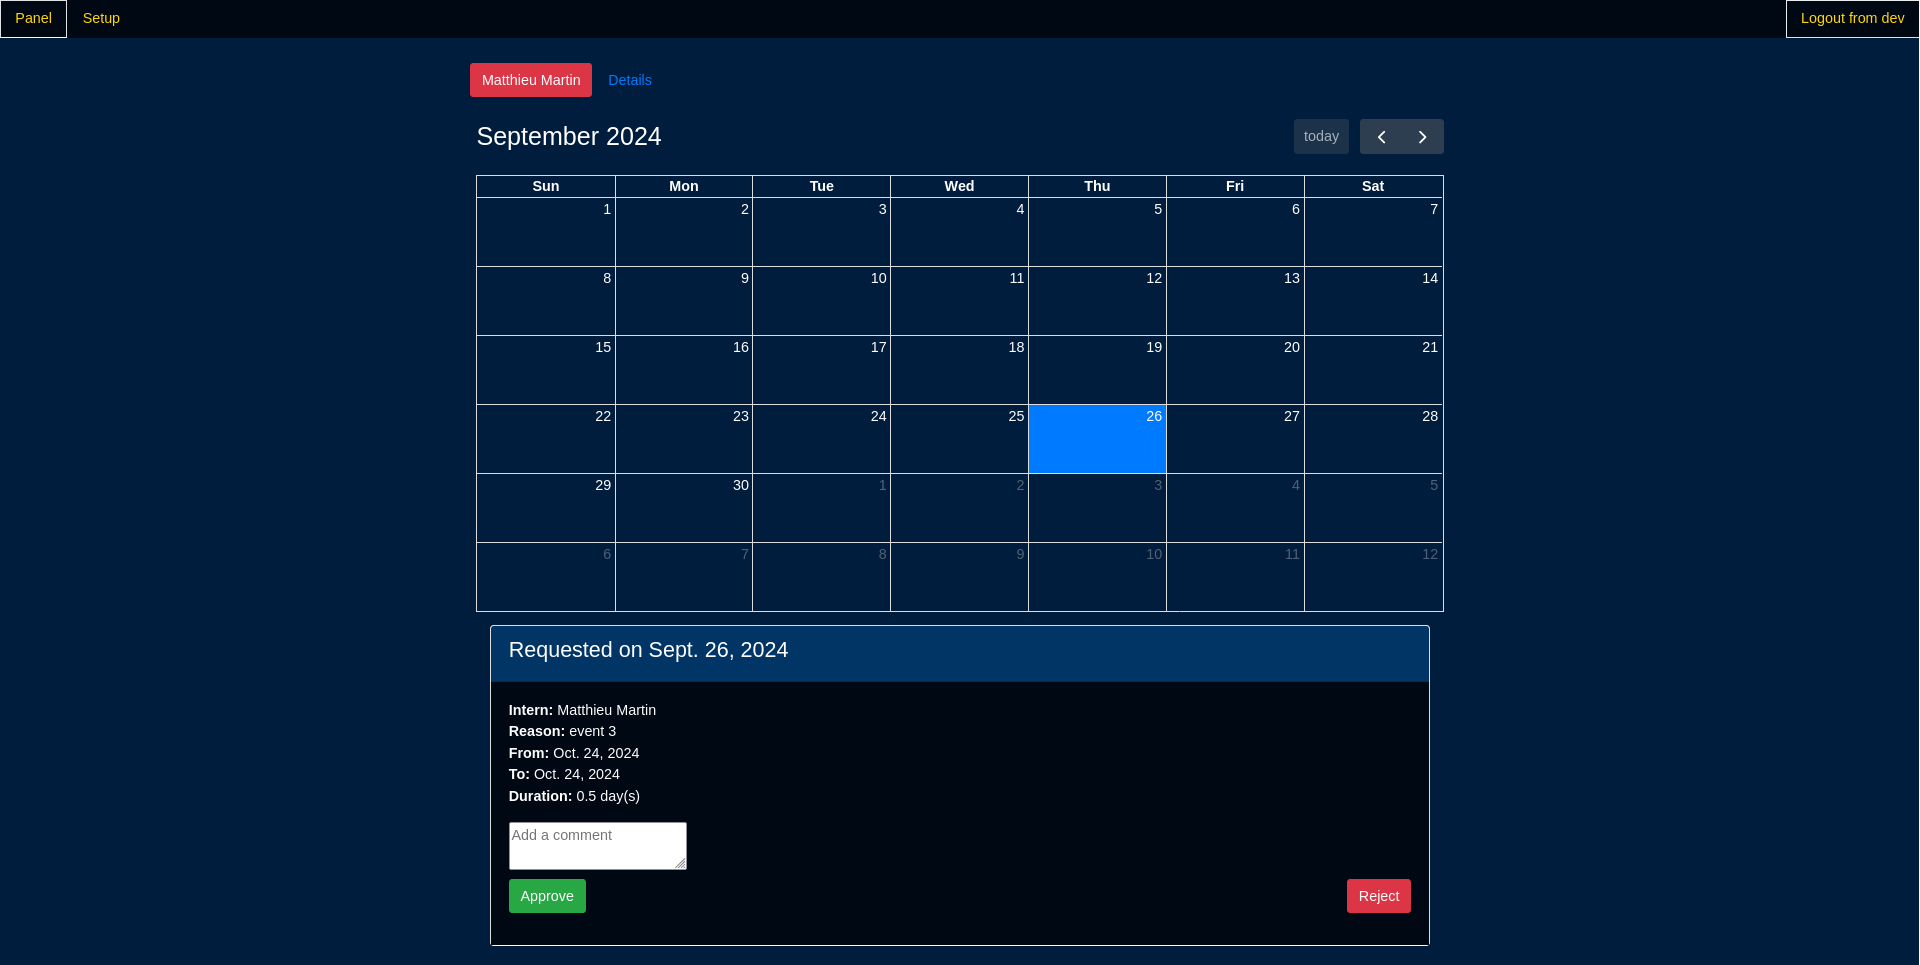 Panel Setup Logout from dev
Matthieu Martin Details
September 2024 today
Sun Mon Tue Wed Thu Fri Sat
1 2 3 4 5 6 7
8 9 10 11 12 13 14
15 16 17 18 19 20 21
22 23 24 25 26 27 28
29 30 1 2 3 4 5
6 7 8 9 10 11 12
Requested on Sept. 26, 2024
Intern: Matthieu Martin
Reason: event 3
From: Oct. 24, 2024
To: Oct. 24, 2024
Duration: 0.5 day(s)
Add a comment
Approve Reject